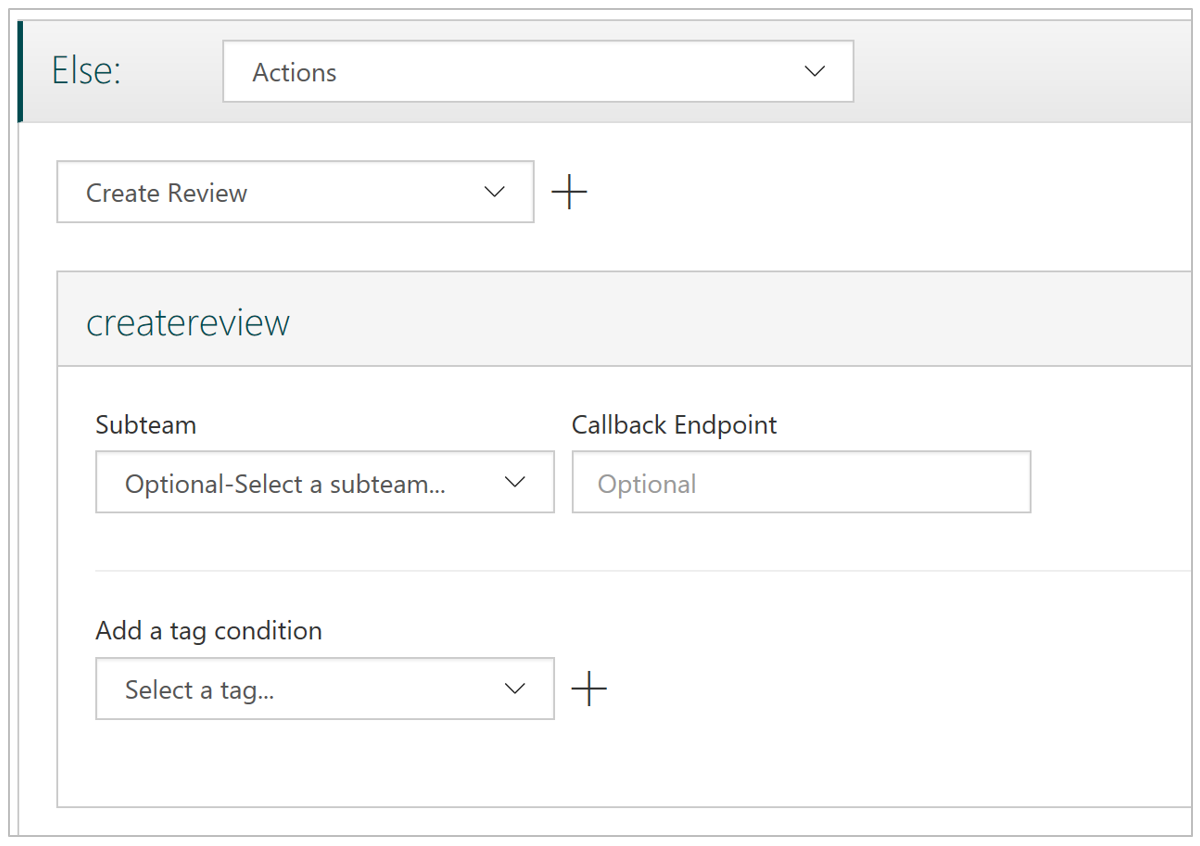 Else:
Actions
Create Review
createreview
Subteam
Callback Endpoint
Optional-Select a subteam...
Optional
Add a tag condition
Select a tag...